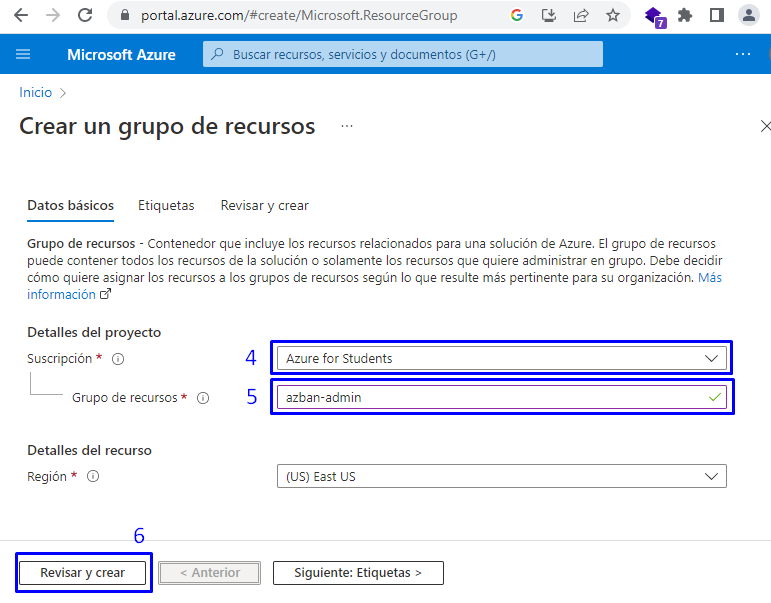 portal.azure.com/#create/Microsoft.ResourceGroup
7
Microsoft Azure
Buscar recursos, servicios y documentos (G+/)
Inicio >
Crear un grupo de recursos ...
Datos básicos Etiquetas Revisar y crear
Grupo de recursos - Contenedor que incluye los recursos relacionados para una solución de Azure. El grupo de recursos
puede contener todos los recursos de la solución o solamente los recursos que quiere administrar en grupo. Debe decidir
cómo quiere asignar los recursos a los grupos de recursos según lo que resulte más pertinente para su organización. Más
información
Detalles del proyecto
Suscripción * 4 Azure for Students
Grupo de recursos * 5 azban-admin
Detalles del recurso
Región * (US) East US
6
Revisar y crear < Anterior Siguiente: Etiquetas >